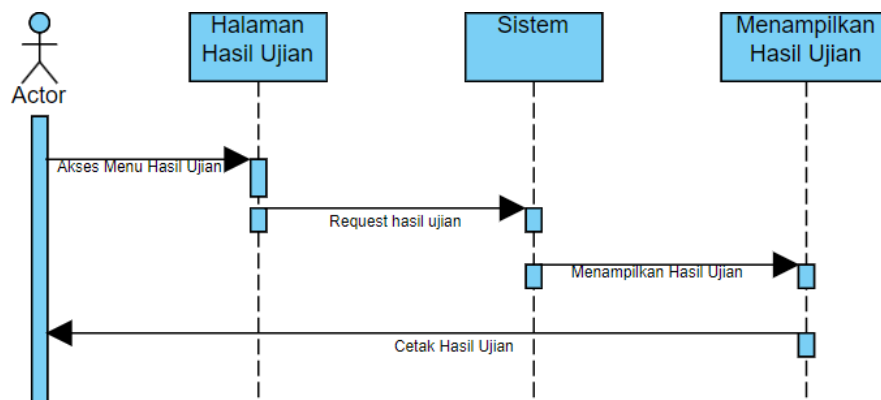 Halaman
Hasil Ujian
Sistem
Menampilkan
Hasil Ujian
Actor
Akses Menu Hasil Ujian
Request hasil ujian
Menampilkan Hasil Ujian
Cetak Hasil Ujian